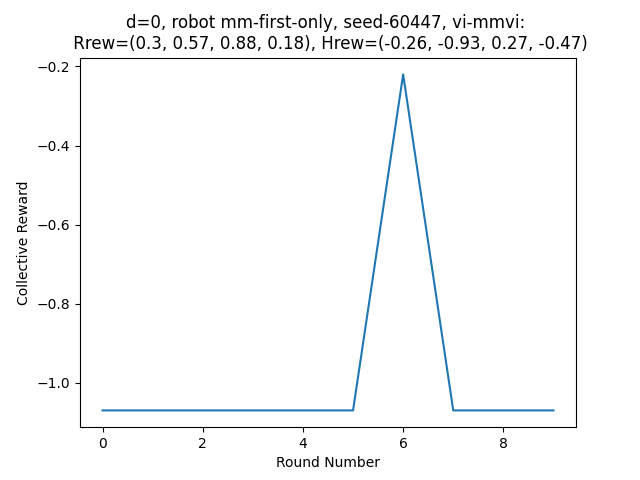 d=0, robot mm-first-only, seed-60447, vi-mmvi:
Rrew=(0.3, 0.57, 0.88, 0.18), Hrew=(-0.26, -0.93, 0.27, -0.47)
−0.2
−0.4
−0.6
−0.8
−1.0
Collective Reward
0 2 4 6 8
Round Number